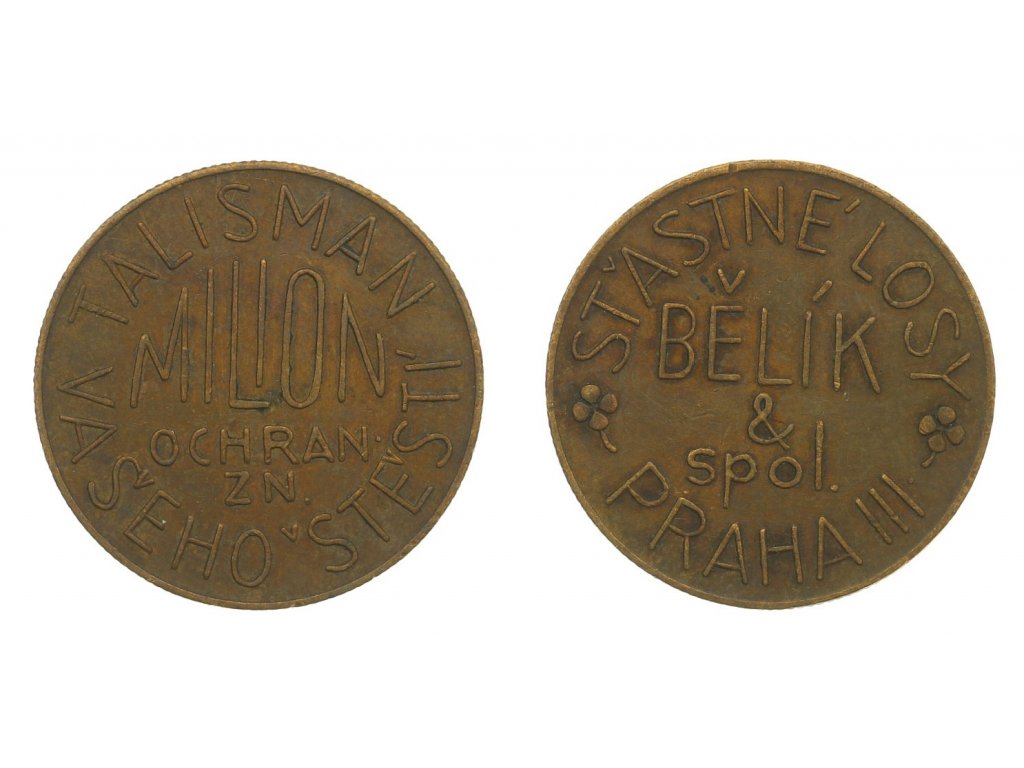 TALISMAN VAŠEHO ŠTĚSTÍ
MILION
OCHRAN.
ZN.
ŠŤASTNÉ LOSY
BĚLÍK
&
spol.
PRAHA III